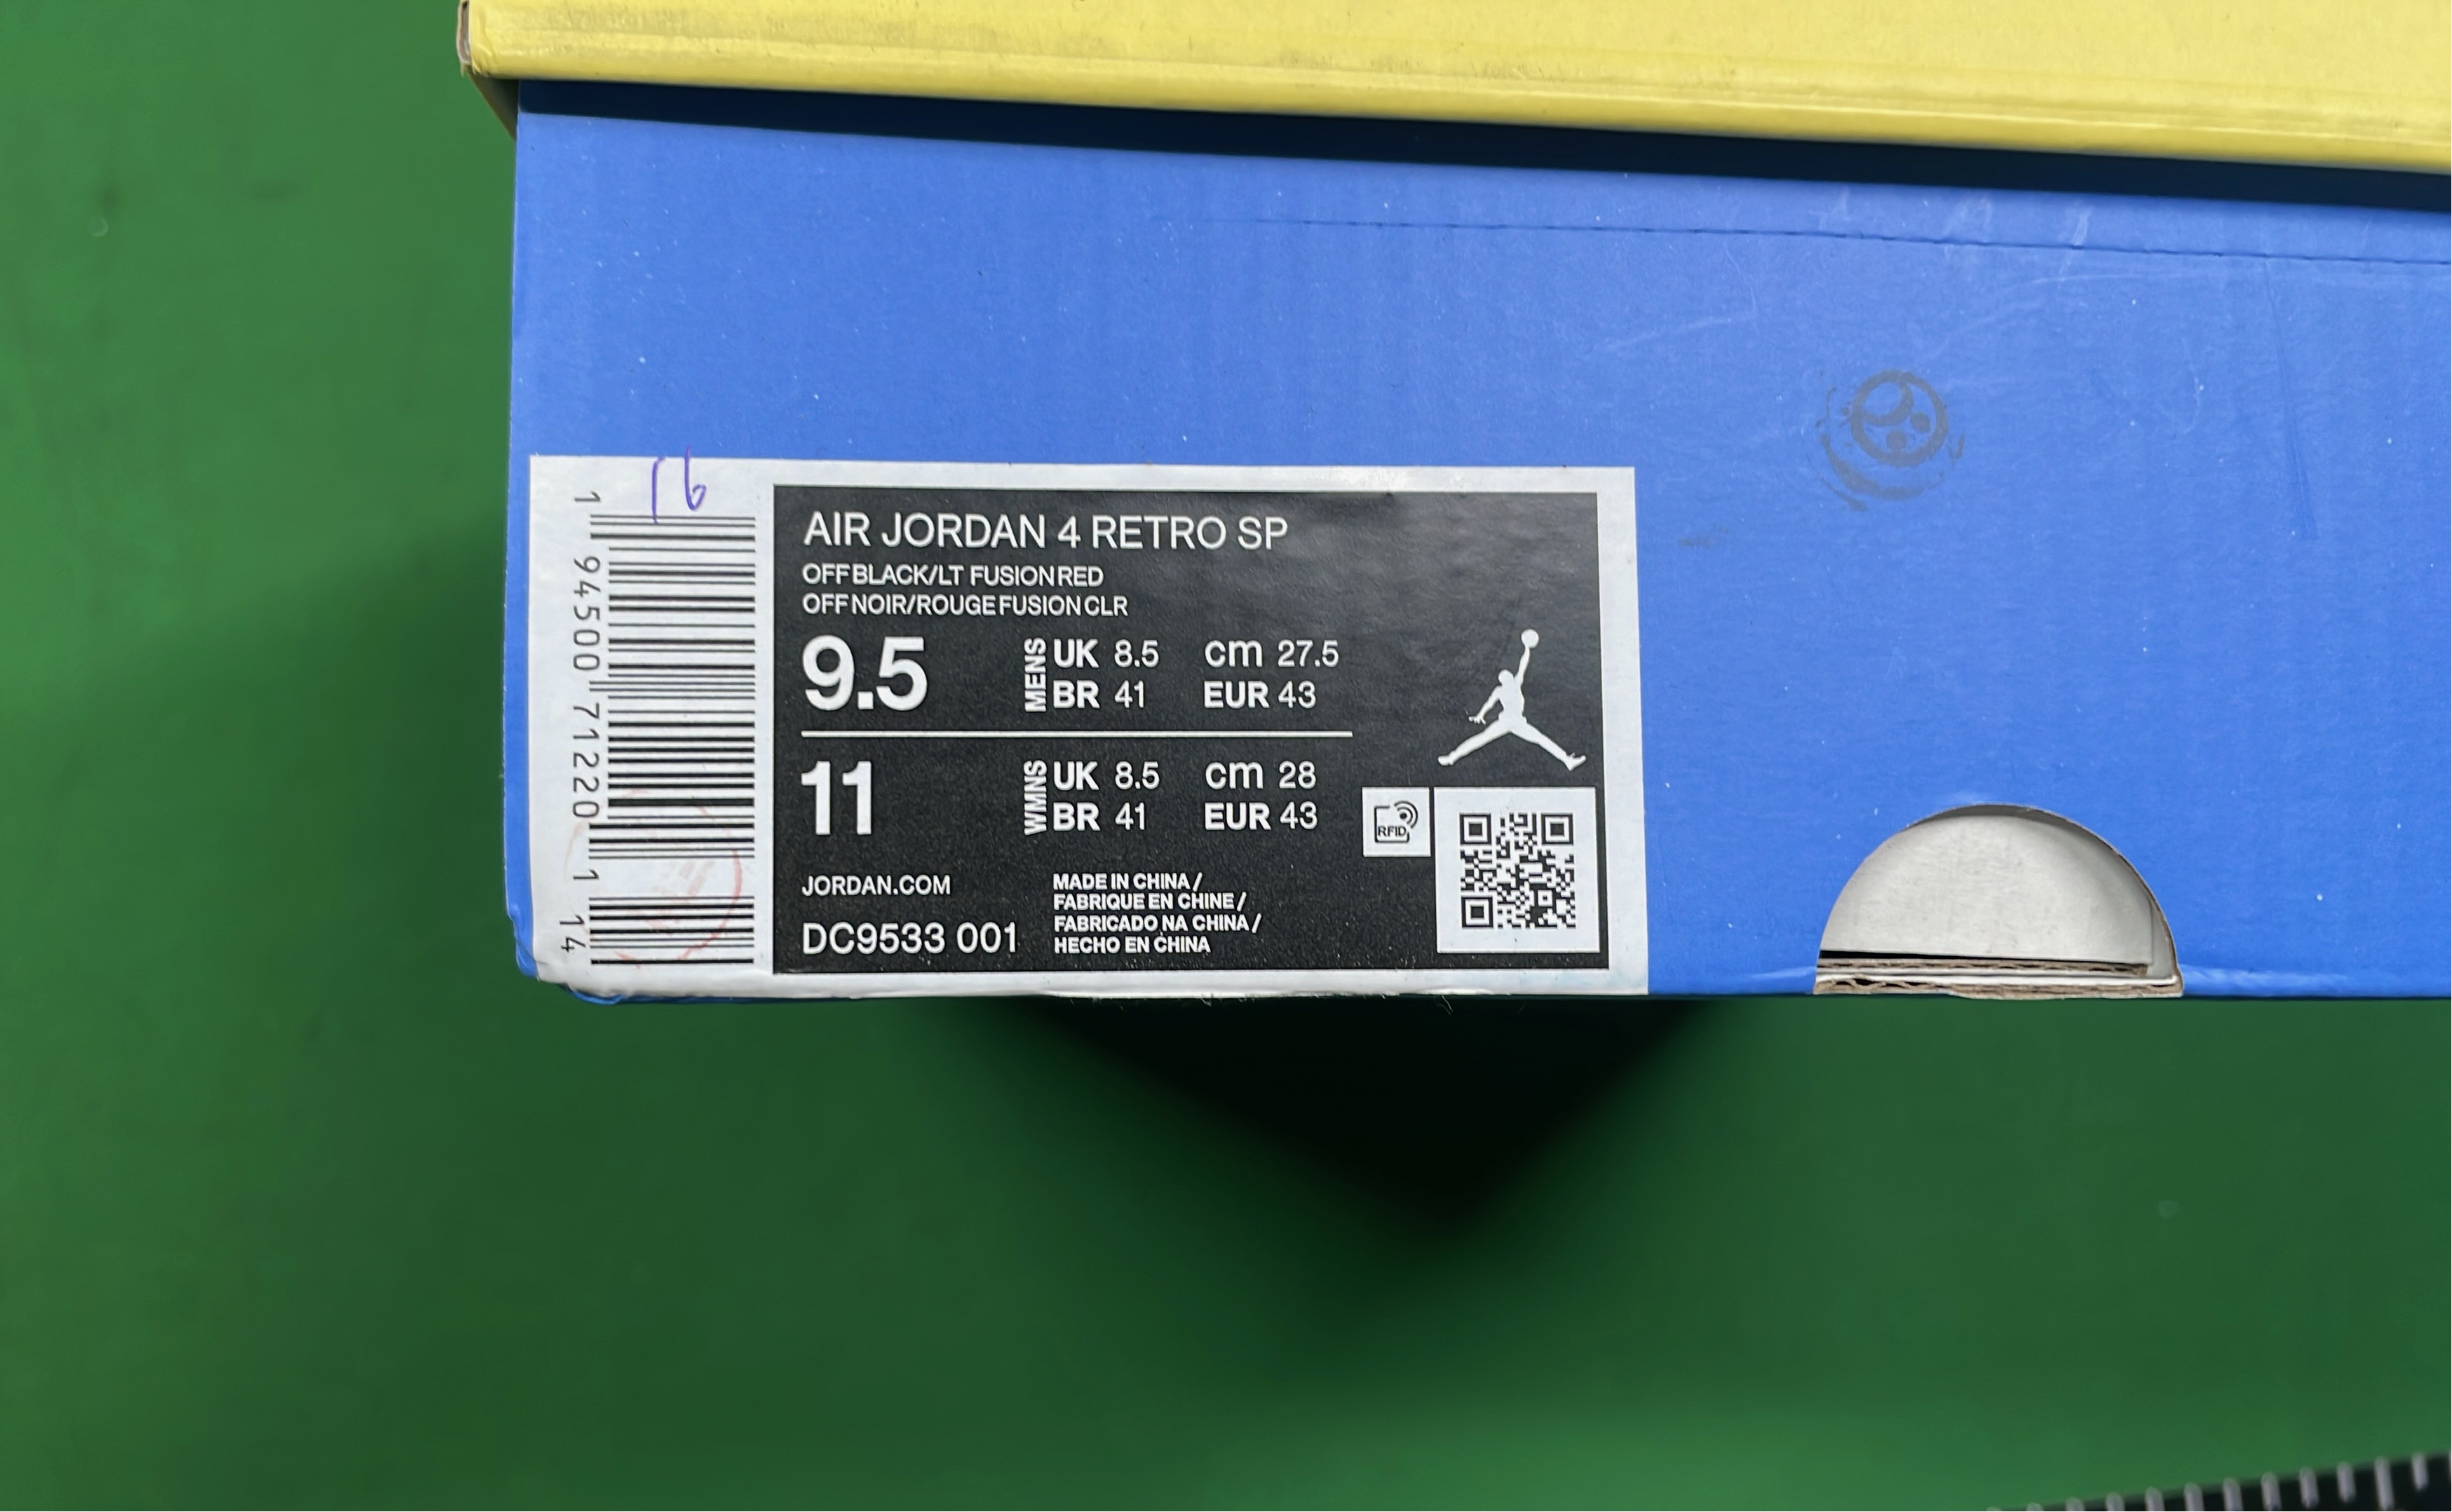 16
1 94500 71220 1 14
AIR JORDAN 4 RETRO SP
OFF BLACK/LT FUSION RED
OFF NOIR/ROUGE FUSION CLR
9.5 MENS UK 8.5 cm 27.5
BR 41 EUR 43
11 WMNS UK 8.5 cm 28
BR 41 EUR 43
RFID
JORDAN.COM
DC9533 001
MADE IN CHINA /
FABRIQUE EN CHINE /
FABRICADO NA CHINA /
HECHO EN CHINA